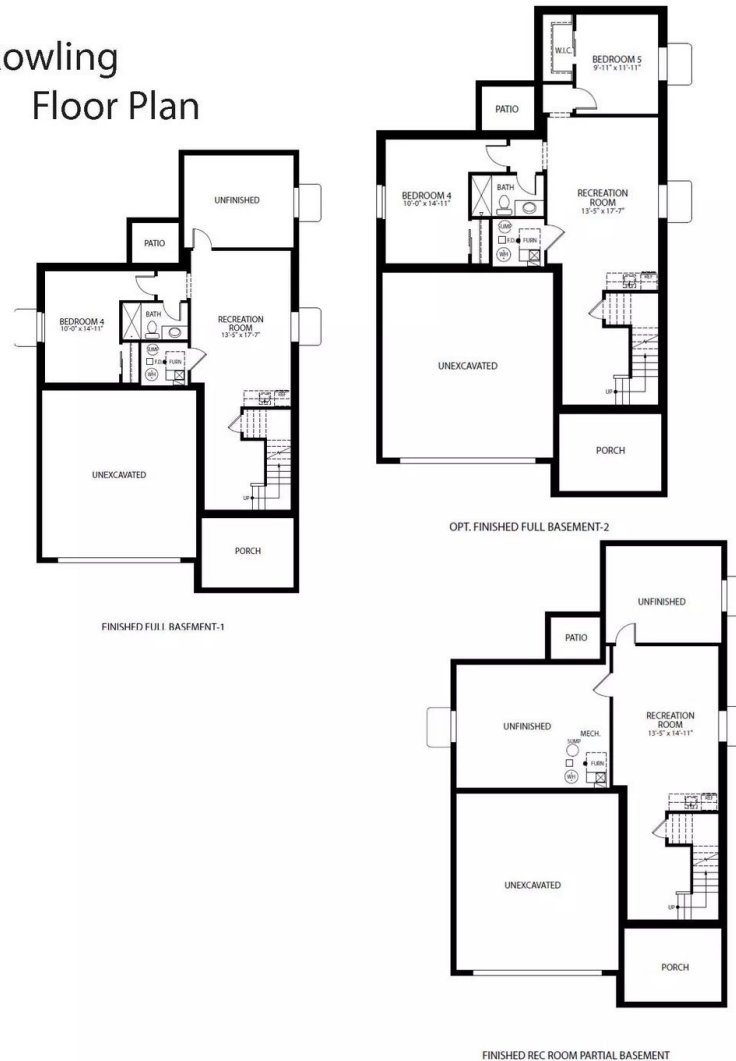 owling
Floor Plan
UNFINISHED
PATIO
BEDROOM 4
10'-0" x 14'-11"
BATH
RECREATION
ROOM
13'-5" x 17'-7"
SUMP
F.D.
FURN
WH
REF
UP
UNEXCAVATED
PORCH
FINISHED FULL BASEMENT-1
W.I.C.
BEDROOM 5
9'-11" x 11'-11"
PATIO
BEDROOM 4
10'-0" x 14'-11"
BATH
RECREATION
ROOM
13'-5" x 17'-7"
SUMP
F.D.
FURN
WH
REF
UP
UNEXCAVATED
PORCH
OPT. FINISHED FULL BASEMENT-2
UNFINISHED
PATIO
UNFINISHED
MECH.
SUMP
FURN
WH
RECREATION
ROOM
13'-5" x 14'-11"
REF
UP
UNEXCAVATED
PORCH
FINISHED REC ROOM PARTIAL BASEMENT